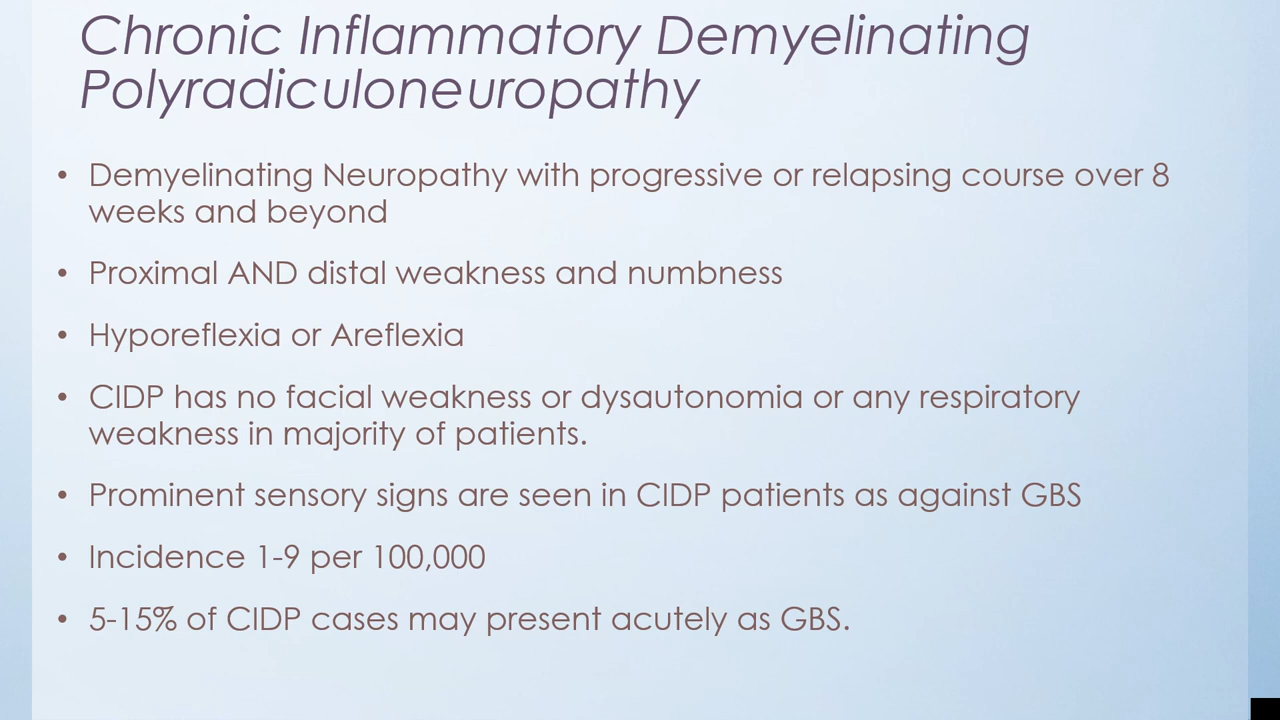 Chronic Inflammatory Demyelinating
Polyradiculoneuropathy
• Demyelinating Neuropathy with progressive or relapsing course over 8
weeks and beyond
• Proximal AND distal weakness and numbness
• Hyporeflexia or Areflexia
• CIDP has no facial weakness or dysautonomia or any respiratory
weakness in majority of patients.
• Prominent sensory signs are seen in CIDP patients as against GBS
• Incidence 1-9 per 100,000
• 5-15% of CIDP cases may present acutely as GBS.